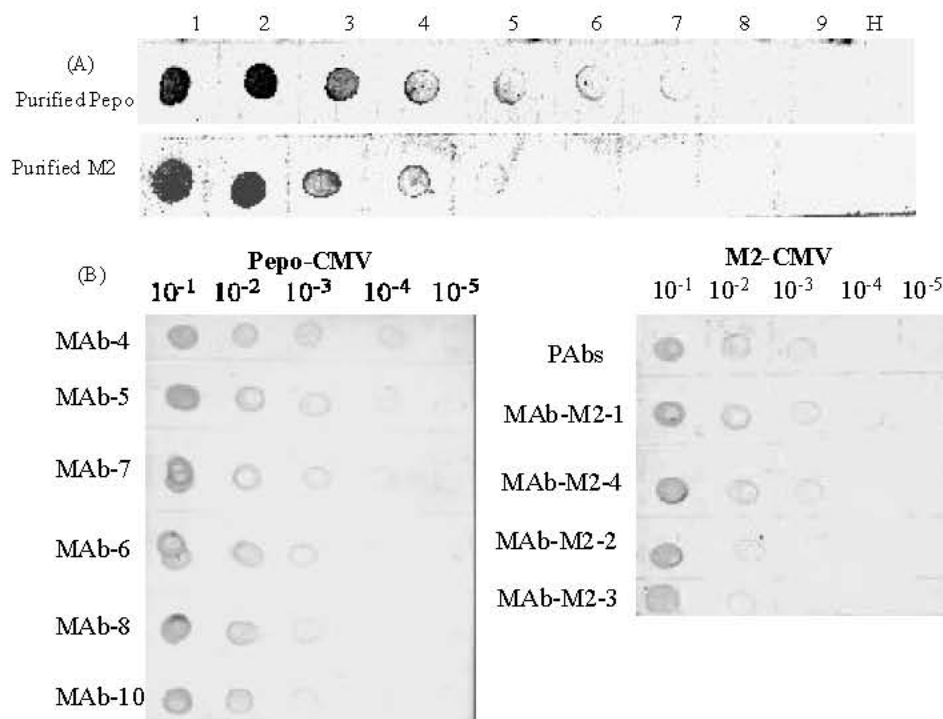 1 2 3 4 5 6 7 8 9 H
(A)
Purified Pepo
Purified M2
(B)
Pepo-CMV
10⁻¹ 10⁻² 10⁻³ 10⁻⁴ 10⁻⁵
MAb-4
MAb-5
MAb-7
MAb-6
MAb-8
MAb-10
M2-CMV
10⁻¹ 10⁻² 10⁻³ 10⁻⁴ 10⁻⁵
PAbs
MAb-M2-1
MAb-M2-4
MAb-M2-2
MAb-M2-3